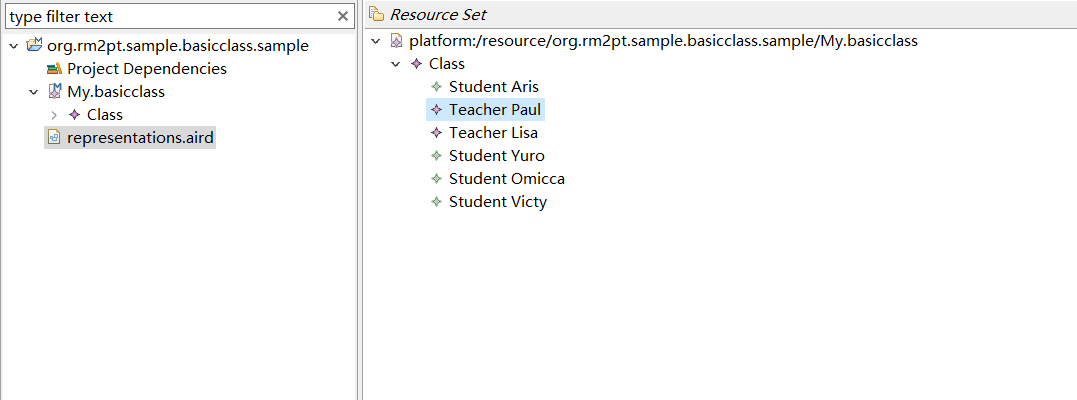 type filter text
org.rm2pt.sample.basicclass.sample
Project Dependencies
My.basicclass
Class
representations.aird
Resource Set
platform:/resource/org.rm2pt.sample.basicclass.sample/My.basicclass
Class
Student Aris
Teacher Paul
Teacher Lisa
Student Yuro
Student Omicca
Student Victy